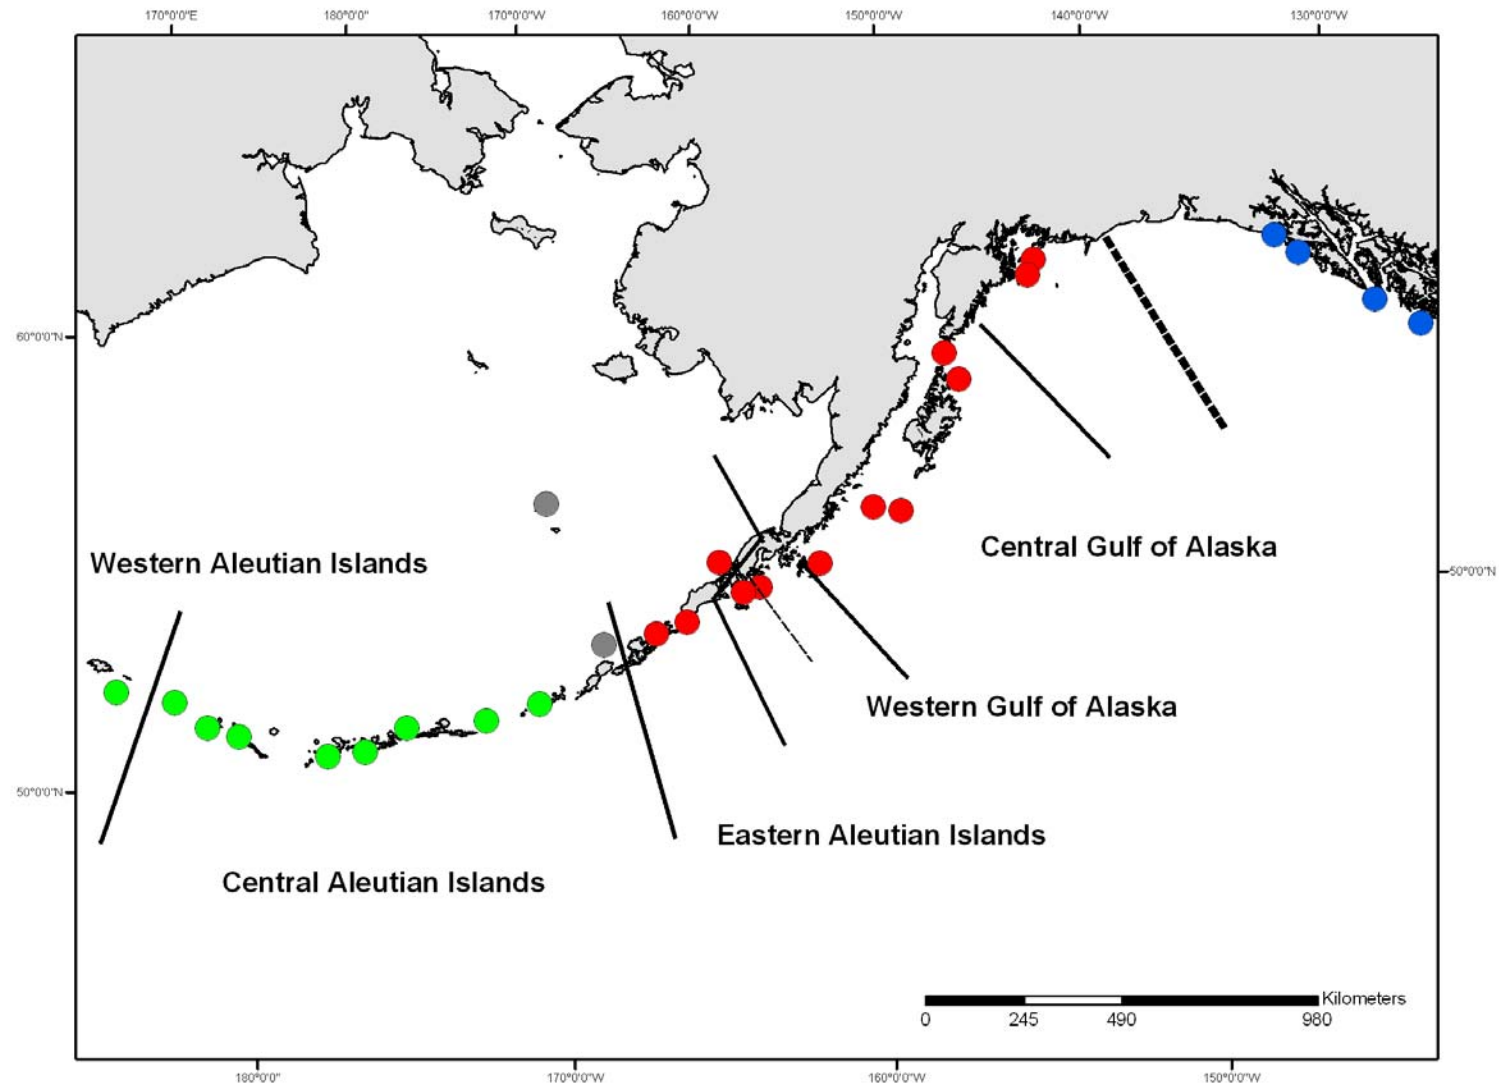 170°0'0"E 180°0'0" 170°0'0"W 160°0'0"W 150°0'0"W 140°0'0"W 130°0'0"W
60°0'0"N
Central Gulf of Alaska
Western Aleutian Islands
50°0'0"N
Western Gulf of Alaska
50°0'0"N
Eastern Aleutian Islands
Central Aleutian Islands
Kilometers
0 245 490 980
180°0'0" 170°0'0"W 160°0'0"W 150°0'0"W